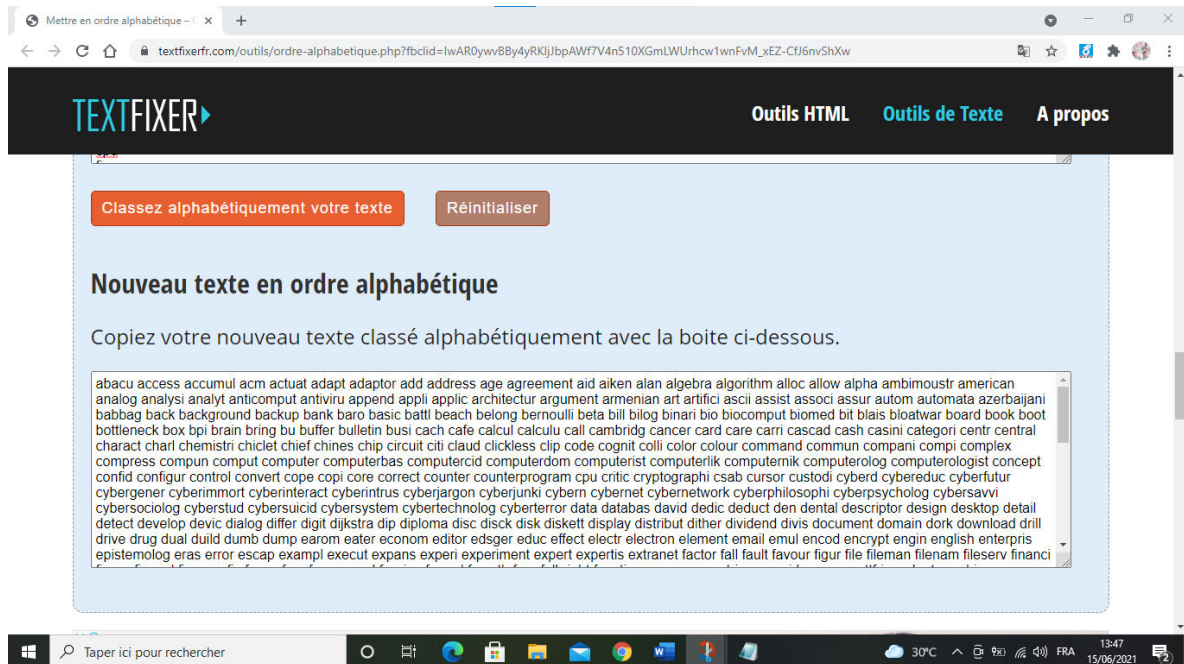 Mettre en ordre alphabétique –
textfixerfr.com/outils/ordre-alphabetique.php?fbclid=IwAR0ywvBBy4yRKIjJbpAWf7V4n510XGmLWUrhcw1wnFvM_xEZ-CfJ6nvShXw
TEXTFIXER
Outils HTML Outils de Texte A propos
Classez alphabétiquement votre texte Réinitialiser
Nouveau texte en ordre alphabétique
Copiez votre nouveau texte classé alphabétiquement avec la boite ci-dessous.
abacu access accumul acm actuat adapt adaptor add address age agreement aid aiken alan algebra algorithm alloc allow alpha ambimoustr american
analog analysi analyt anticomput antiviru append appli applic architectur argument armenian art artifici ascii assist associ assur autom automata azerbaijani
babbag back background backup bank baro basic battl beach belong bernoulli beta bill bilog binari bio biocomput biomed bit blais bloatwar board book boot
bottleneck box bpi brain bring bu buffer bulletin busi cach cafe calcul calculu call cambridg cancer card care carri cascad cash casini categori centr central
charact charl chemistri chiclet chief chines chip circuit citi claud clickless clip code cognit colli color colour command commun compani compi complex
compress compun comput computer computerbas computercid computerdom computerist computerlik computernik computerolog computerologist concept
confid configur control convert cope copi core correct counter counterprogram cpu critic cryptographi csab cursor custodi cyberd cybereduc cyberfutur
cybergener cyberimmort cyberinteract cyberintrus cyberjargon cyberjunki cybern cybernet cybernetwork cyberphilosophi cyberpsycholog cybersavvi
cybersociolog cyberstud cybersuicid cybersystem cybertechnolog cyberterror data databas david dedic deduct den dental descriptor design desktop detail
detect develop devic dialog differ digit dijkstra dip diploma disc disck disk diskett display distribut dither dividend divis document domain dork download drill
drive drug dual duild dumb dump earom eater econom editor edsger educ effect electr electron element email emul encod encrypt engin english enterpris
epistemolog eras error escap exampl execut expans experi experiment expert expertis extranet factor fall fault favour figur file fileman filenam fileserv financi
Taper ici pour rechercher
30°C FRA
13:47
15/06/2021